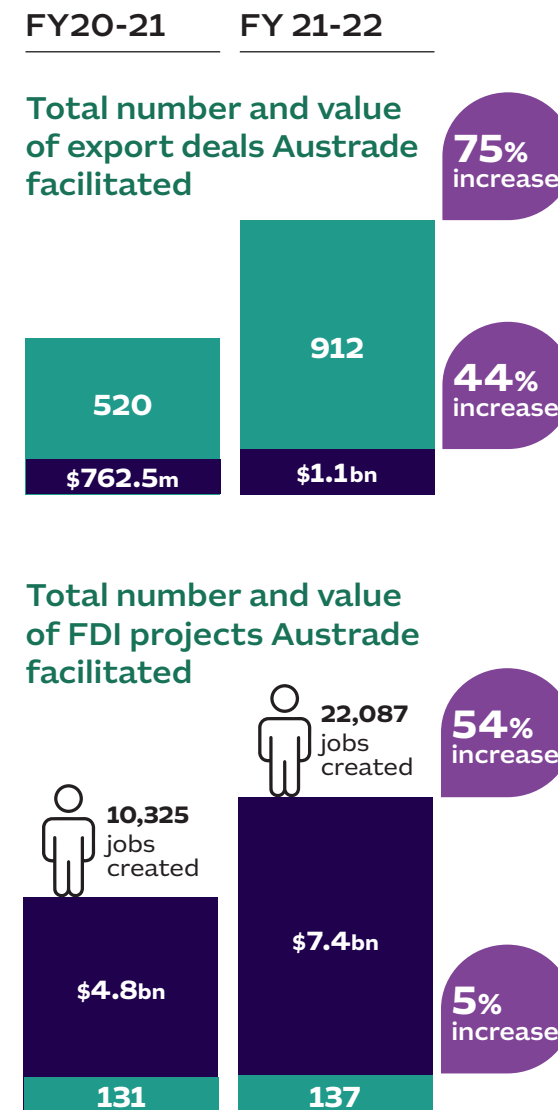 FY20-21
FY 21-22
Total number and value
of export deals Austrade
facilitated
75%
increase
912
520
44%
increase
$762.5m
$1.1bn
Total number and value
of FDI projects Austrade
facilitated
22,087
jobs
created
54%
increase
10,325
jobs
created
$7.4bn
$4.8bn
5%
increase
131
137